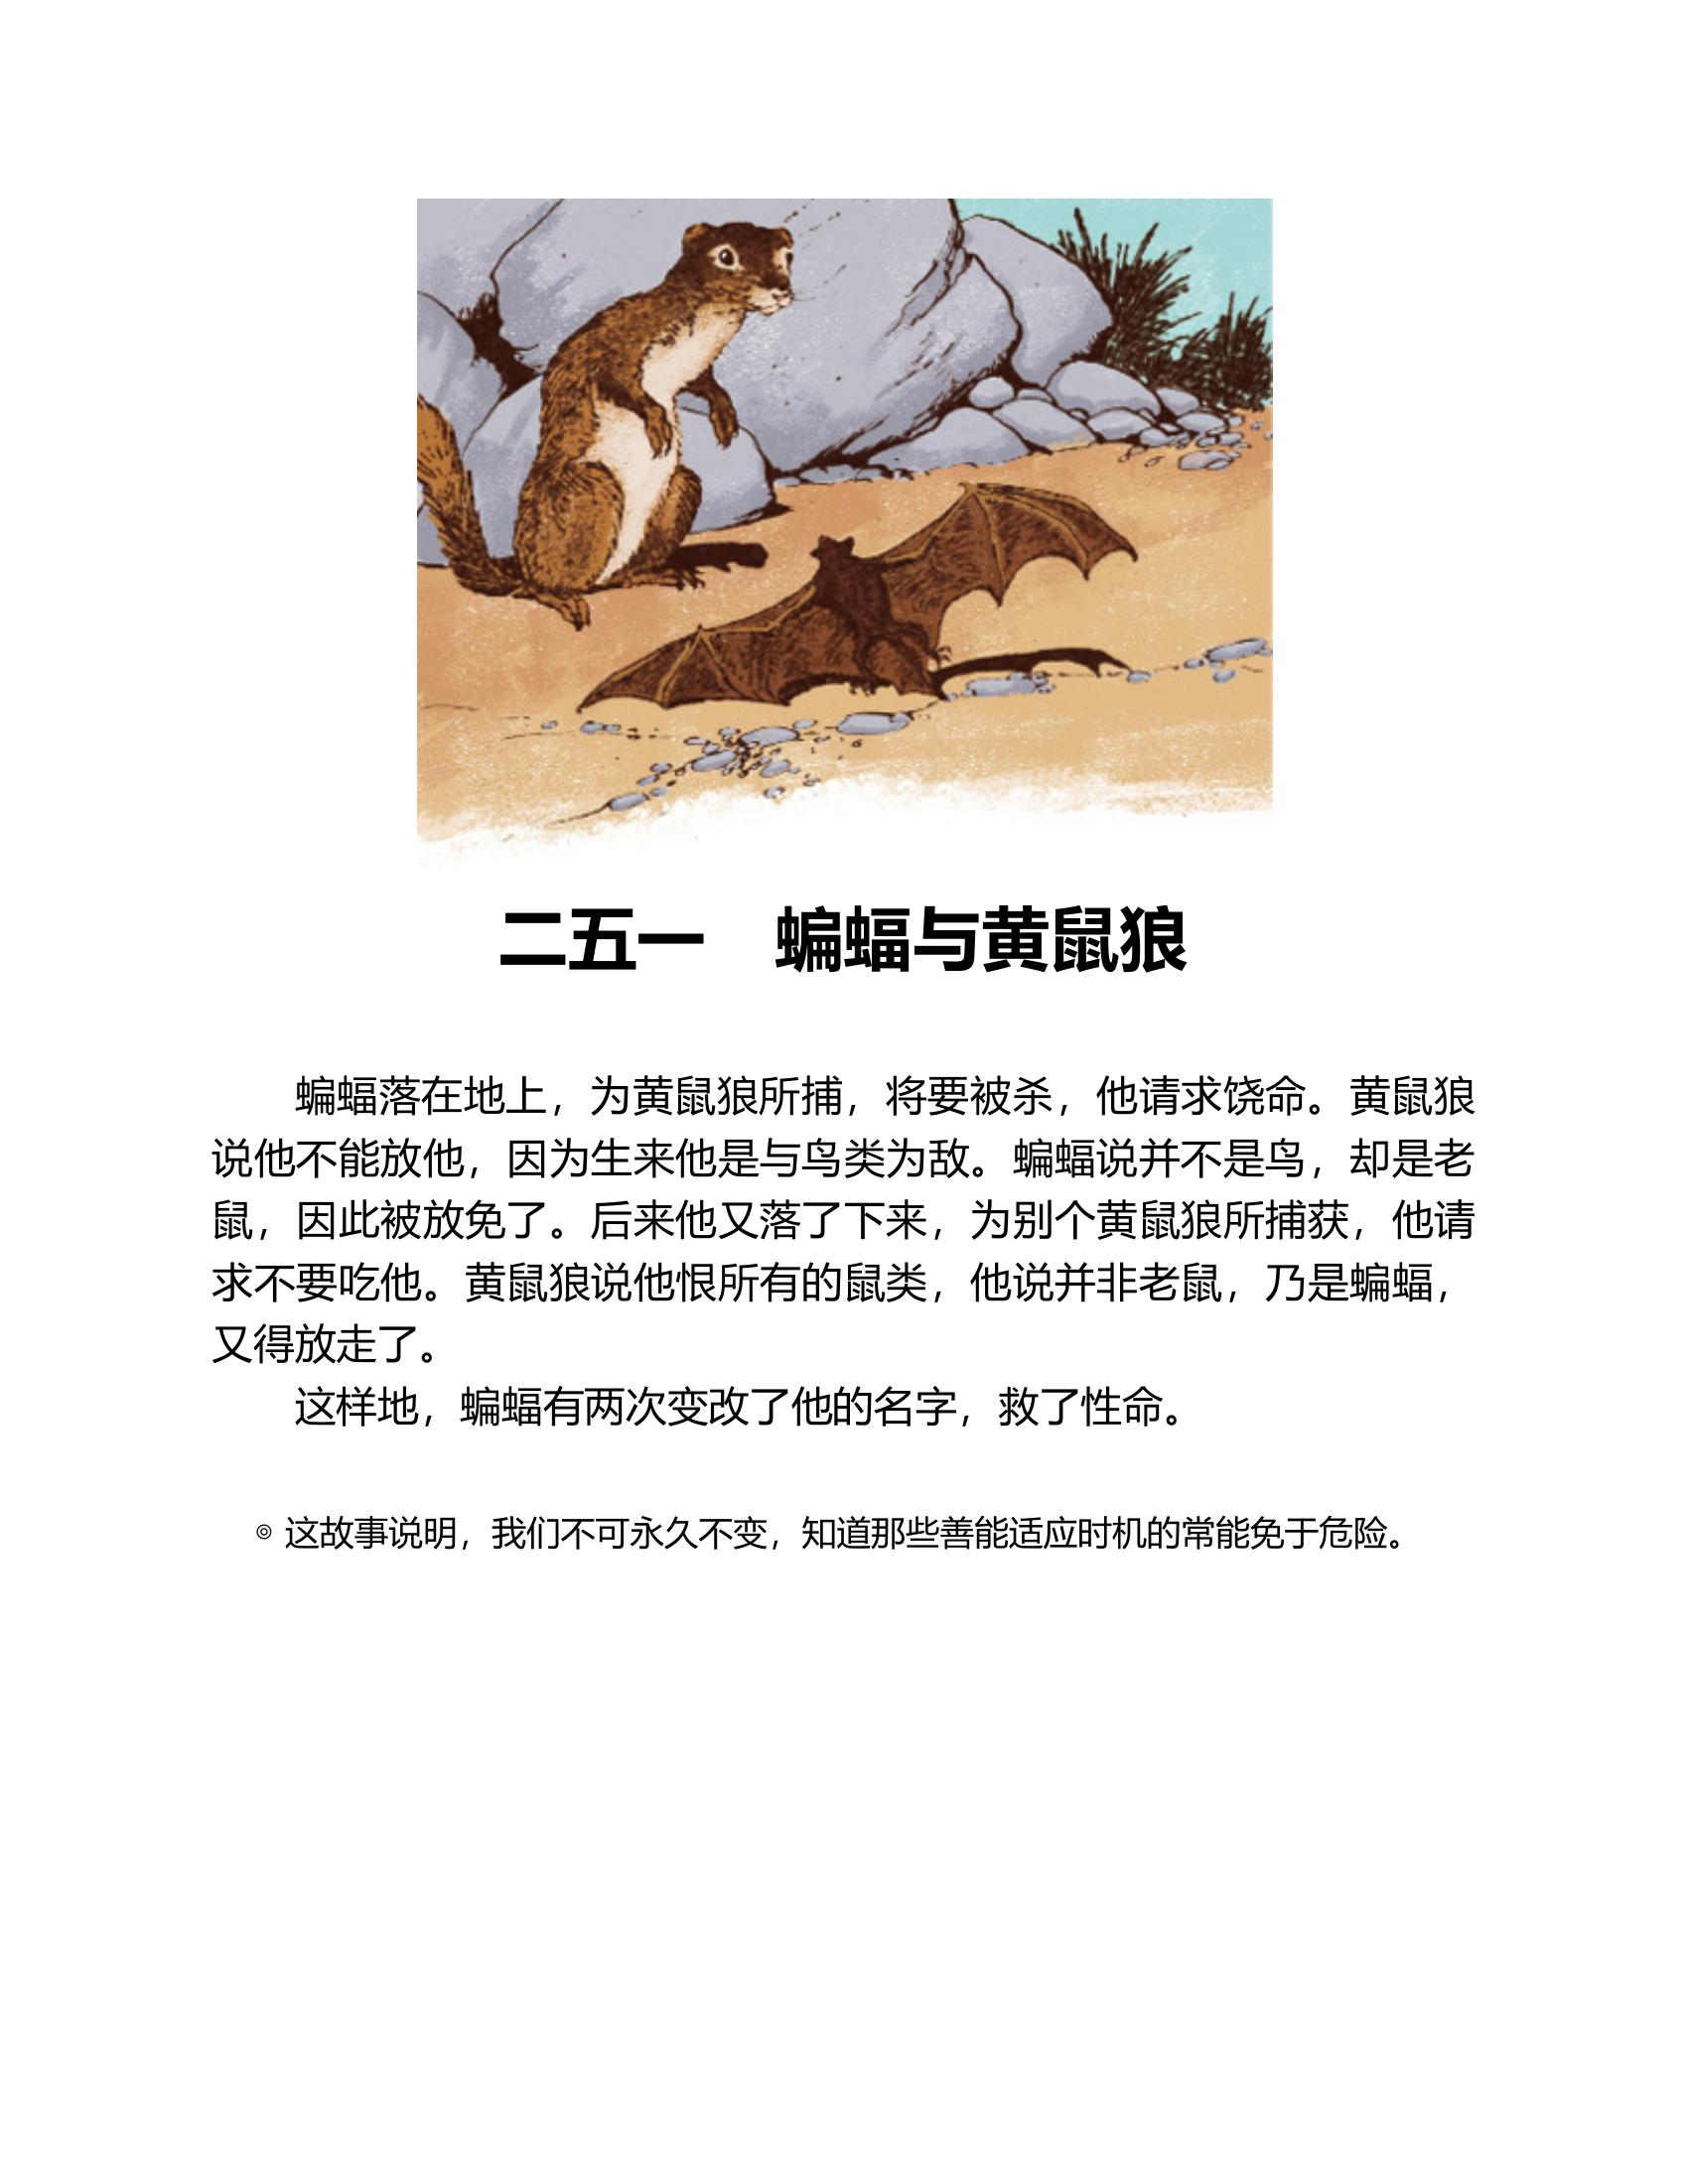 二五一　蝙蝠与黄鼠狼
蝙蝠落在地上，为黄鼠狼所捕，将要被杀，他请求饶命。黄鼠狼
说他不能放他，因为生来他是与鸟类为敌。蝙蝠说并不是鸟，却是老
鼠，因此被放免了。后来他又落了下来，为别个黄鼠狼所捕获，他请
求不要吃他。黄鼠狼说他恨所有的鼠类，他说并非老鼠，乃是蝙蝠，
又得放走了。
这样地，蝙蝠有两次变改了他的名字，救了性命。
◎ 这故事说明，我们不可永久不变，知道那些善能适应时机的常能免于危险。